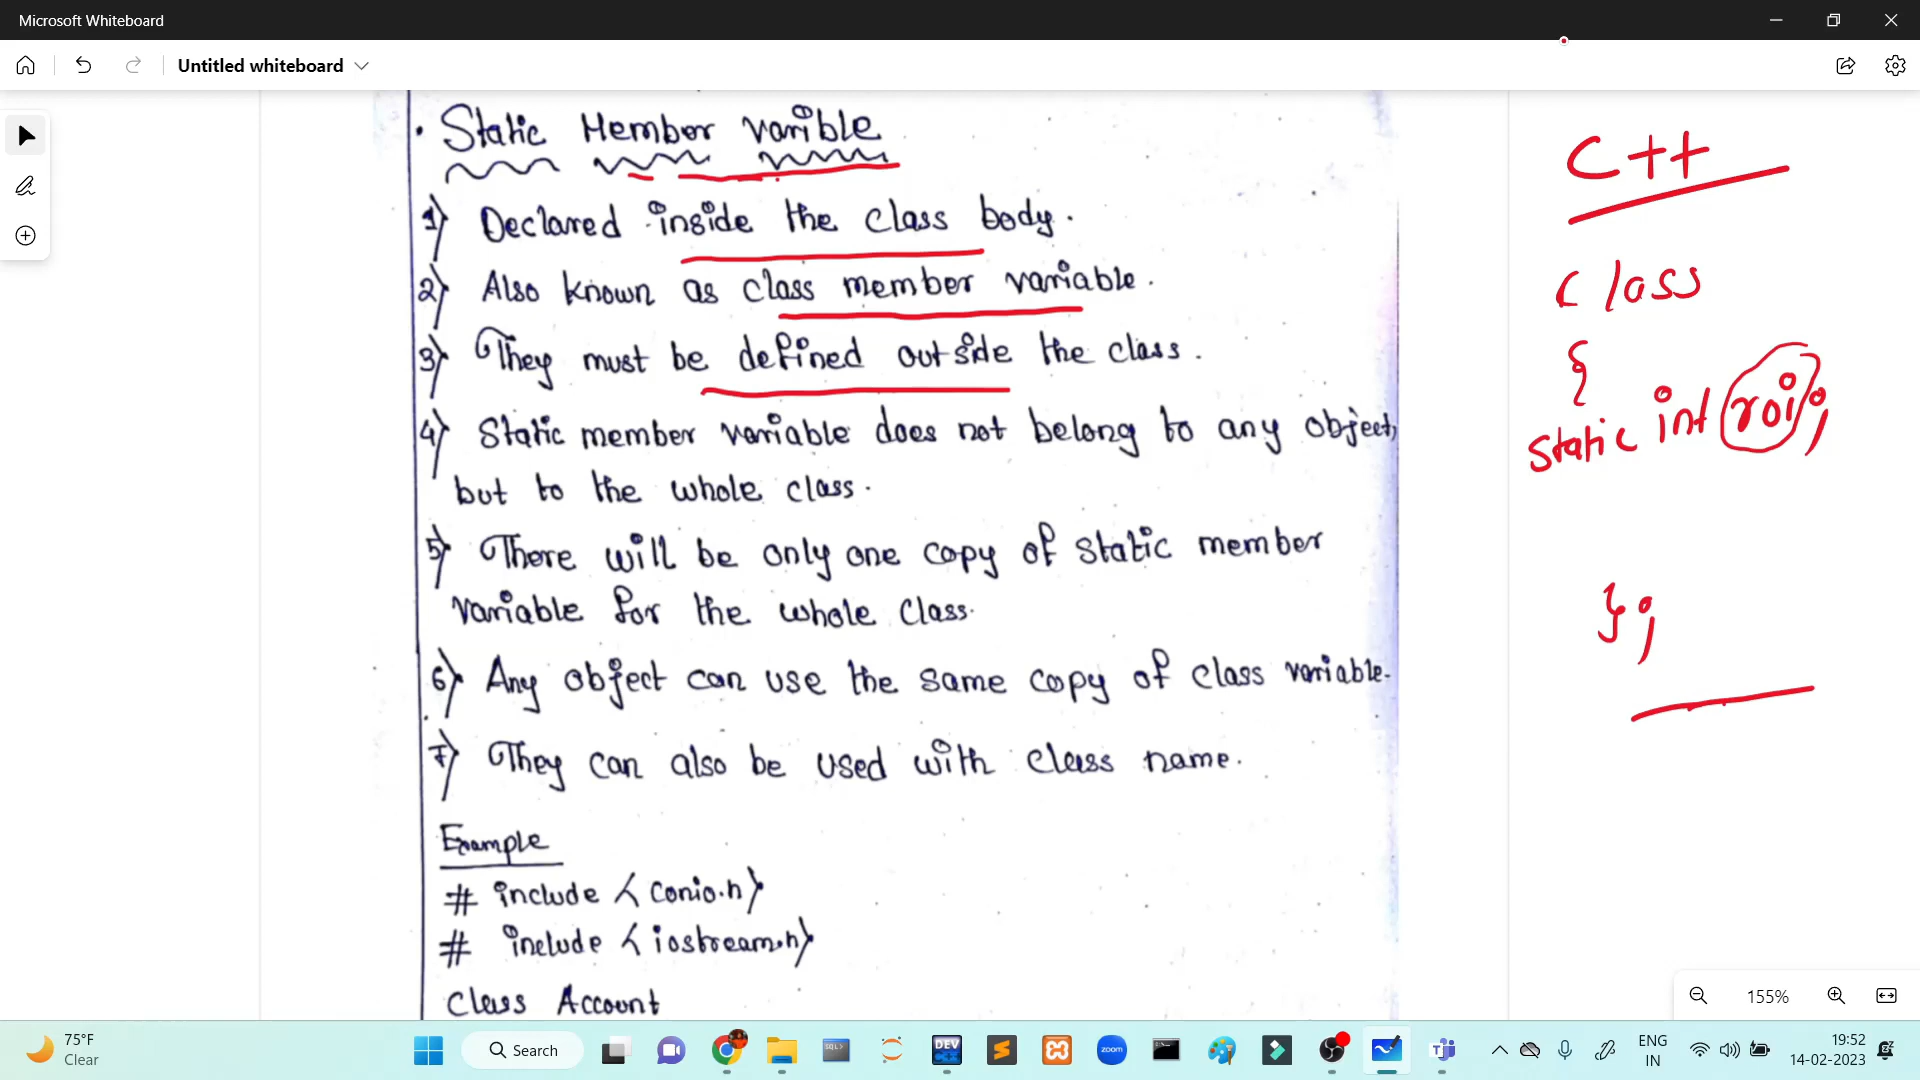 Microsoft Whiteboard
Untitled whiteboard
• Static Member varible
1) Declared inside the class body.
2) Also known as class member variable.
3) They must be defined outside the class.
4) Static member variable does not belong to any object,
but to the whole class.
5) There will be only one copy of static member
variable for the whole class.
6) Any object can use the same copy of class variable.
7) They can also be used with class name.
Example
# include <conio.h>
# include <iostream.h>
Class Account
C++
Class
{
static int roi;
};
155%
75°F
Clear
Search
SQL>
DEV
C++
zoom
ENG
IN
19:52
14-02-2023